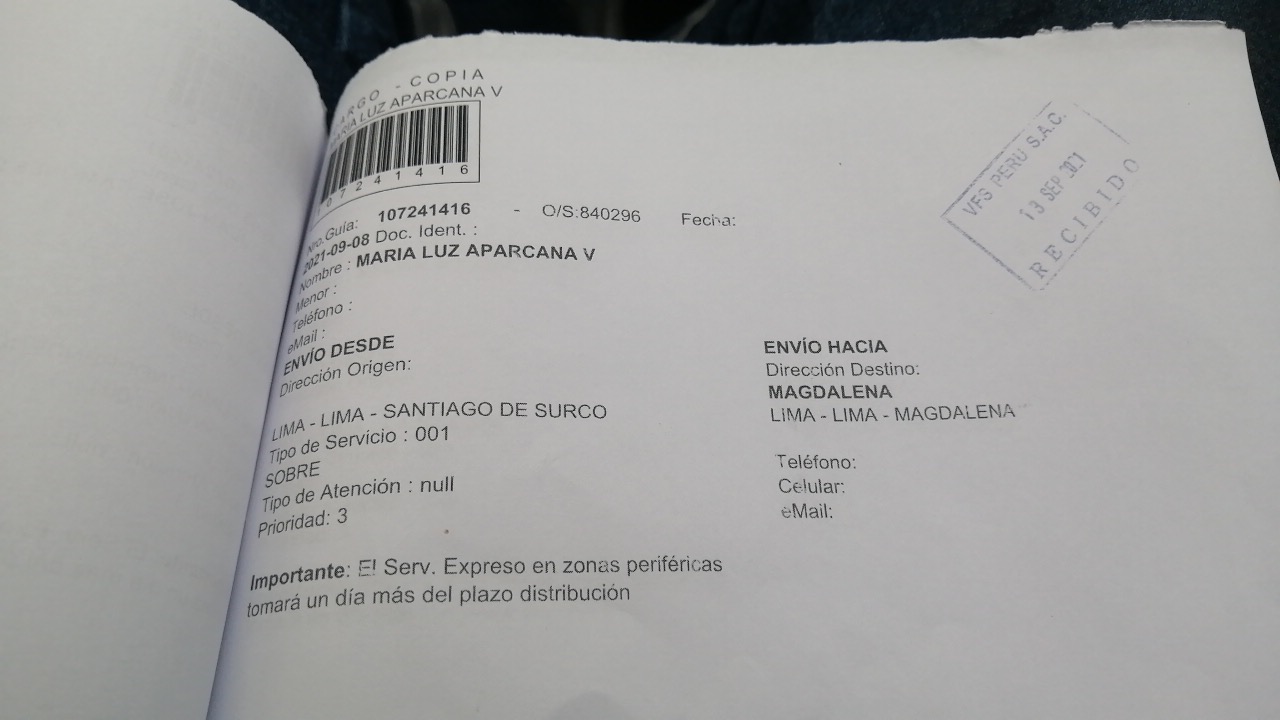 CARGO - COPIA
MARIA LUZ APARCANA V
107241416
Nro.Guía: 107241416 - O/S:840296 Fecha:
2021-09-08 Doc. Ident. :
Nombre : MARIA LUZ APARCANA V
Menor :
Teléfono :
eMail :
ENVÍO DESDE
Dirección Origen:
LIMA - LIMA - SANTIAGO DE SURCO
Tipo de Servicio : 001
SOBRE
Tipo de Atención : null
Prioridad: 3
Importante: El Serv. Expreso en zonas periféricas
tomará un día más del plazo distribución
ENVÍO HACIA
Dirección Destino:
MAGDALENA
LIMA - LIMA - MAGDALENA
Teléfono:
Celular:
eMail:
VFS PERU S.A.C.
13 SEP 2021
RECIBIDO